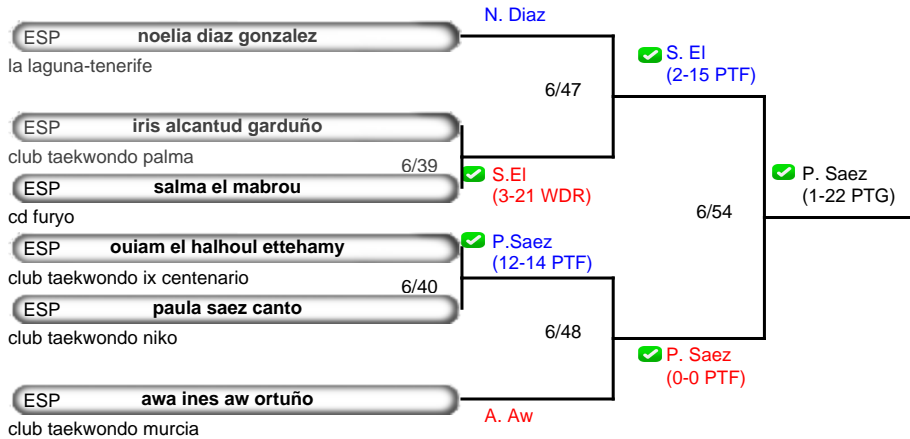 N. Diaz
ESP noelia diaz gonzalez
la laguna-tenerife
S. El
(2-15 PTF)
6/47
ESP iris alcantud garduño
club taekwondo palma
6/39
S.El
(3-21 WDR)
ESP salma el mabrou
cd furyo
P. Saez
(1-22 PTG)
6/54
ESP ouiam el halhoul ettehamy
club taekwondo ix centenario
P.Saez
(12-14 PTF)
6/40
ESP paula saez canto
club taekwondo niko
6/48
P. Saez
(0-0 PTF)
ESP awa ines aw ortuño
club taekwondo murcia
A. Aw